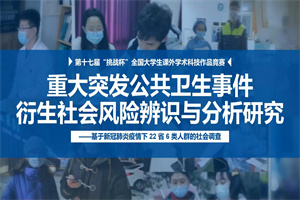 第十七届“挑战杯”全国大学生课外学术科技作品竞赛
重大突发公共卫生事件
衍生社会风险辨识与分析研究
——基于新冠肺炎疫情下 22 省 6 类人群的社会调查